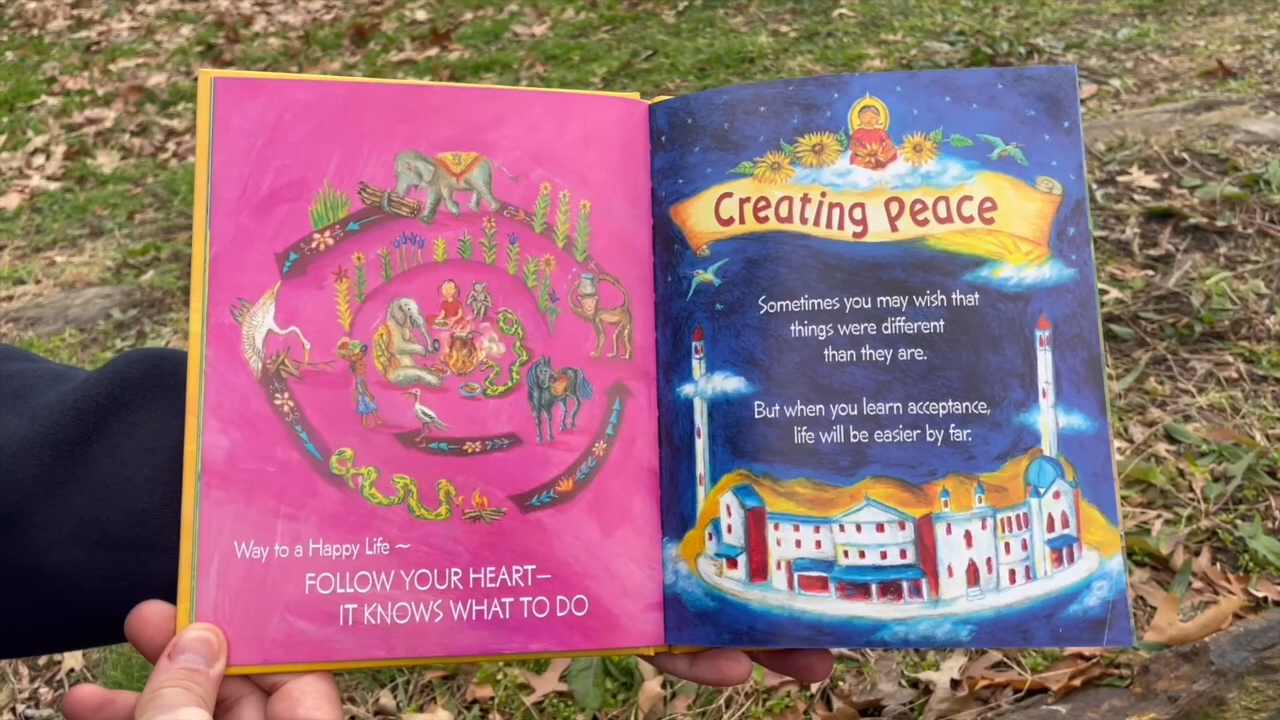 Way to a Happy Life ~
FOLLOW YOUR HEART—
IT KNOWS WHAT TO DO
Creating Peace
Sometimes you may wish that
things were different
than they are.
But when you learn acceptance,
life will be easier by far.